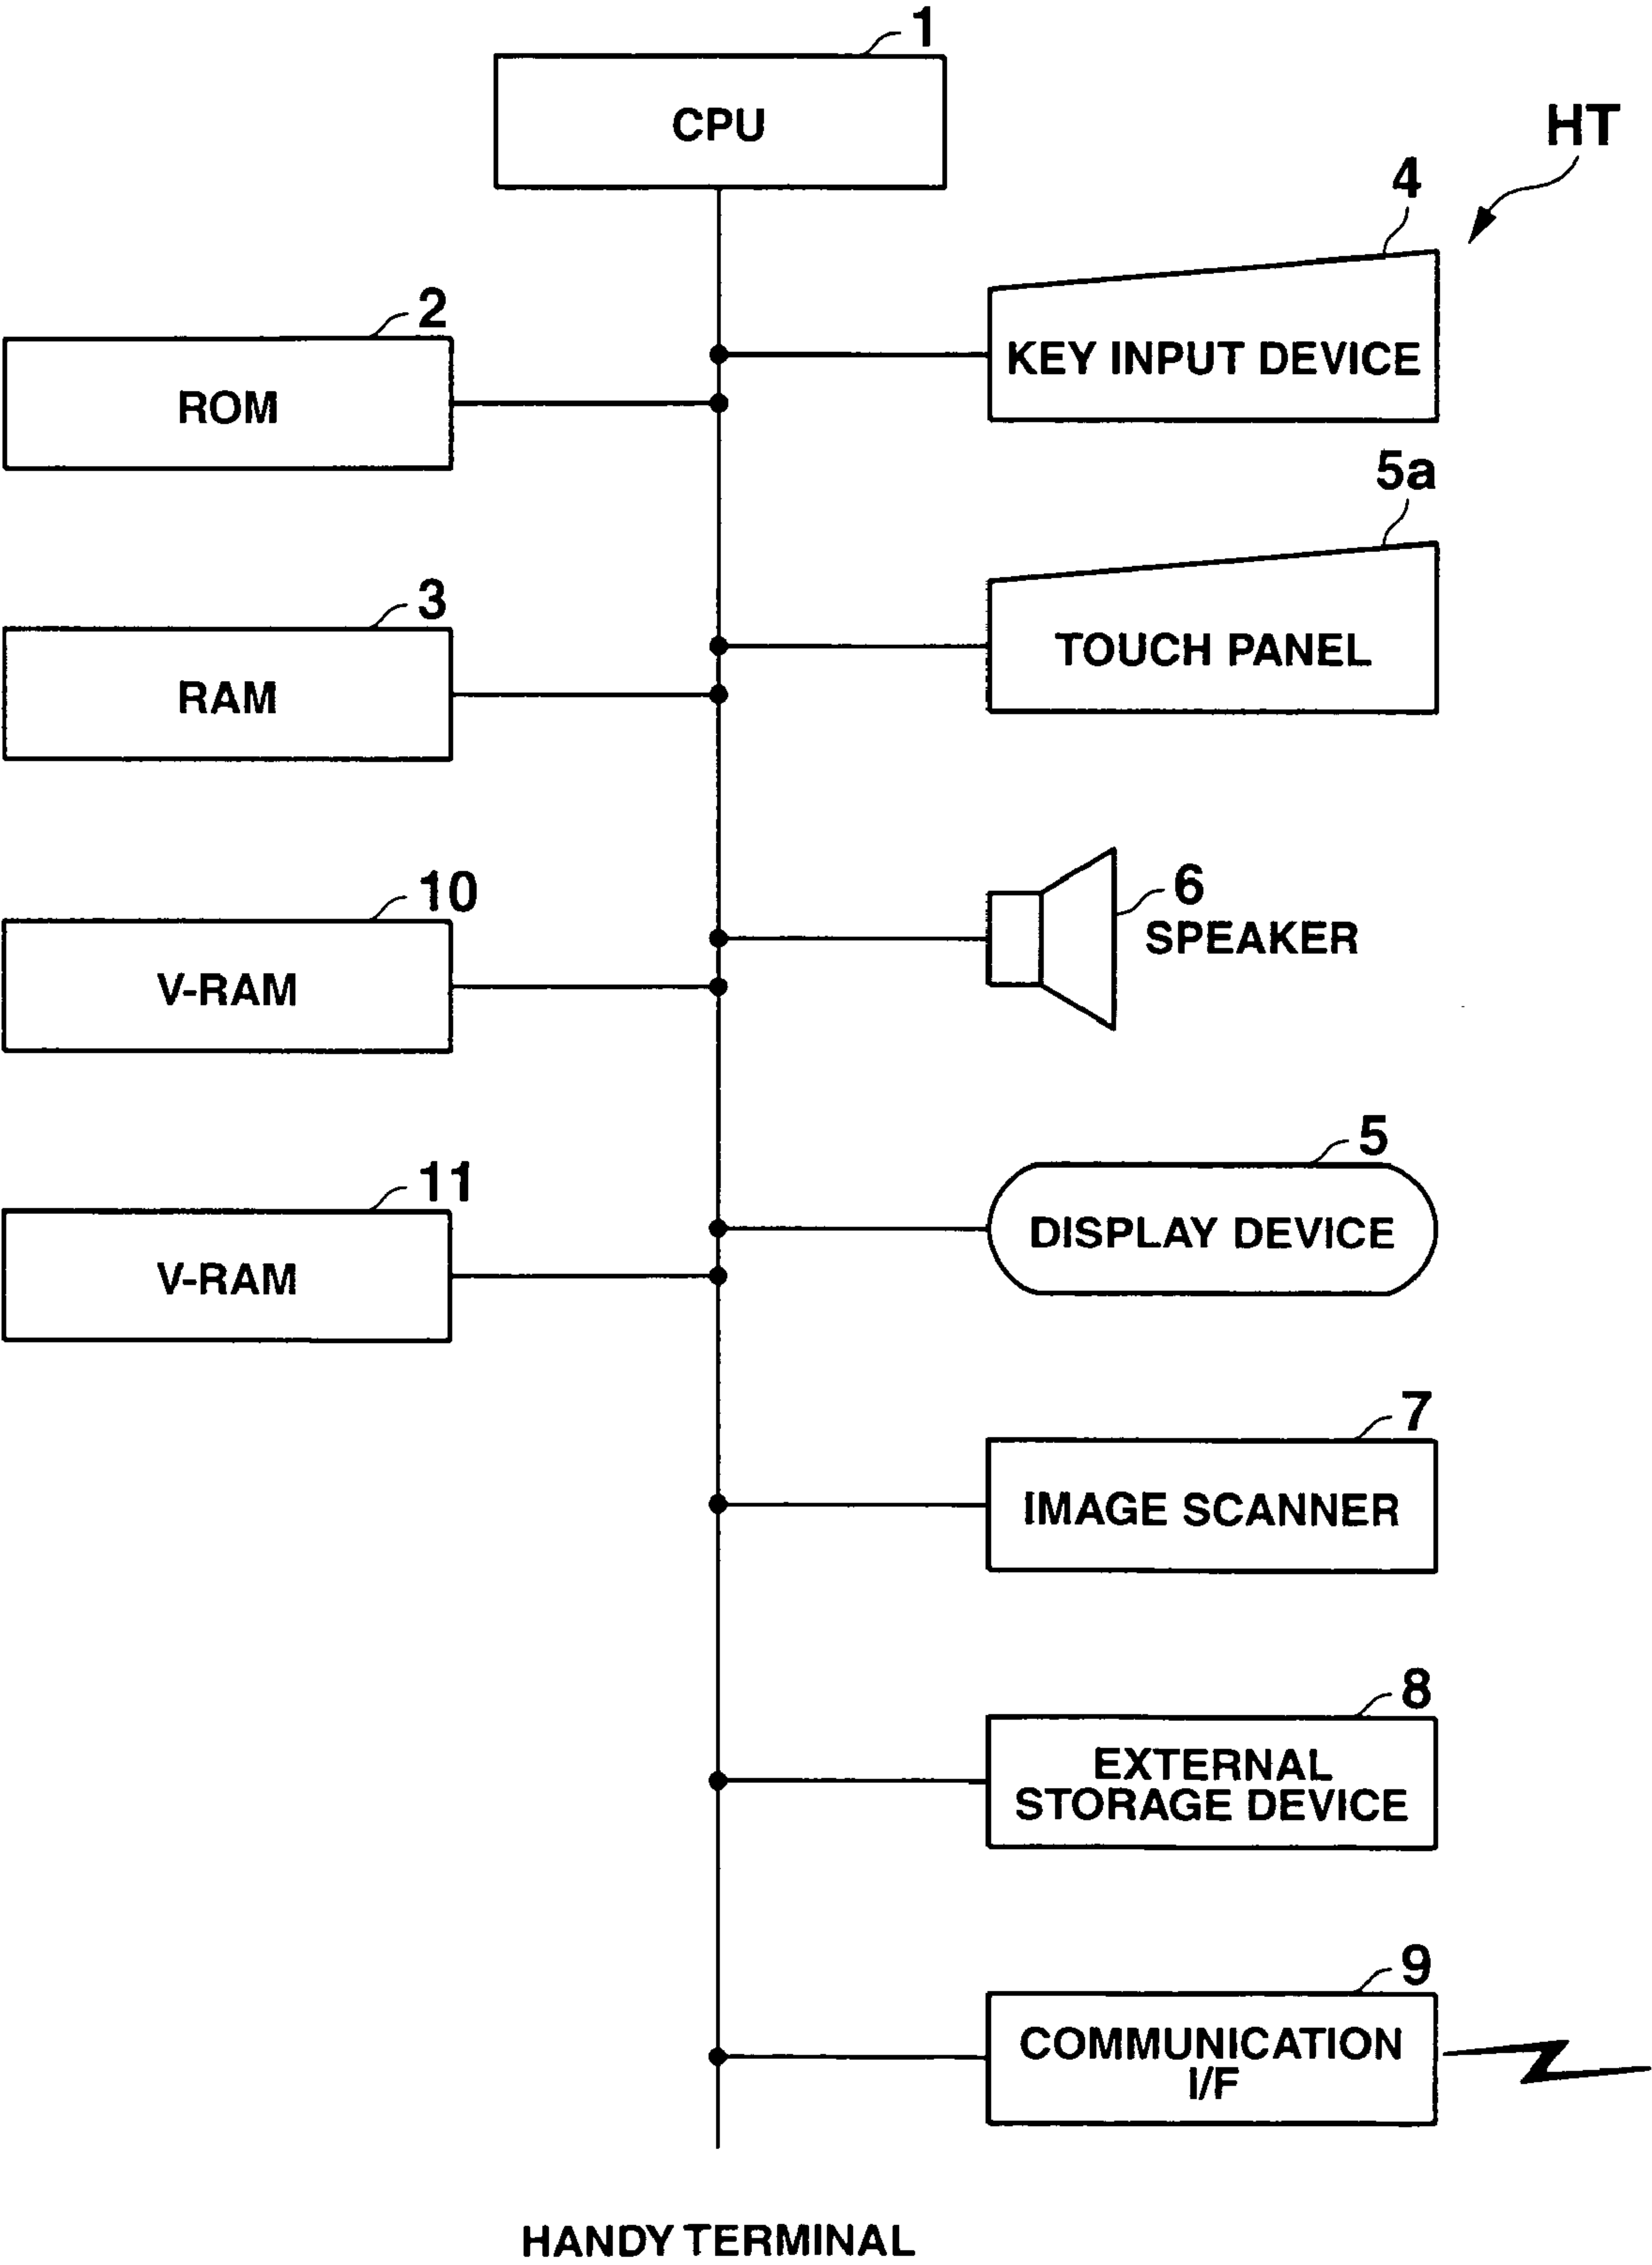 1
CPU
HT
4
KEY INPUT DEVICE
2
ROM
5a
TOUCH PANEL
3
RAM
6
SPEAKER
10
V-RAM
5
DISPLAY DEVICE
11
V-RAM
7
IMAGE SCANNER
8
EXTERNAL
STORAGE DEVICE
9
COMMUNICATION
I/F
HANDY TERMINAL